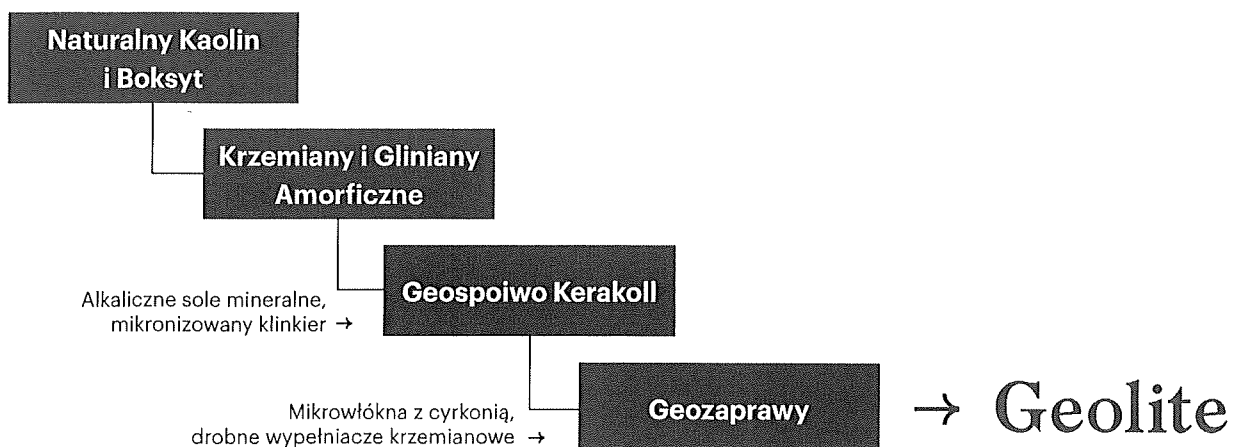 Naturalny Kaolin
i Boksyt
Krzemiany i Gliniany
Amorficzne
Alkaliczne sole mineralne,
mikronizowany klinkier →
Geospoiwo Kerakoll
Mikrowłókna z cyrkonią,
drobne wypełniacze krzemianowe →
Geozaprawy
→ Geolite